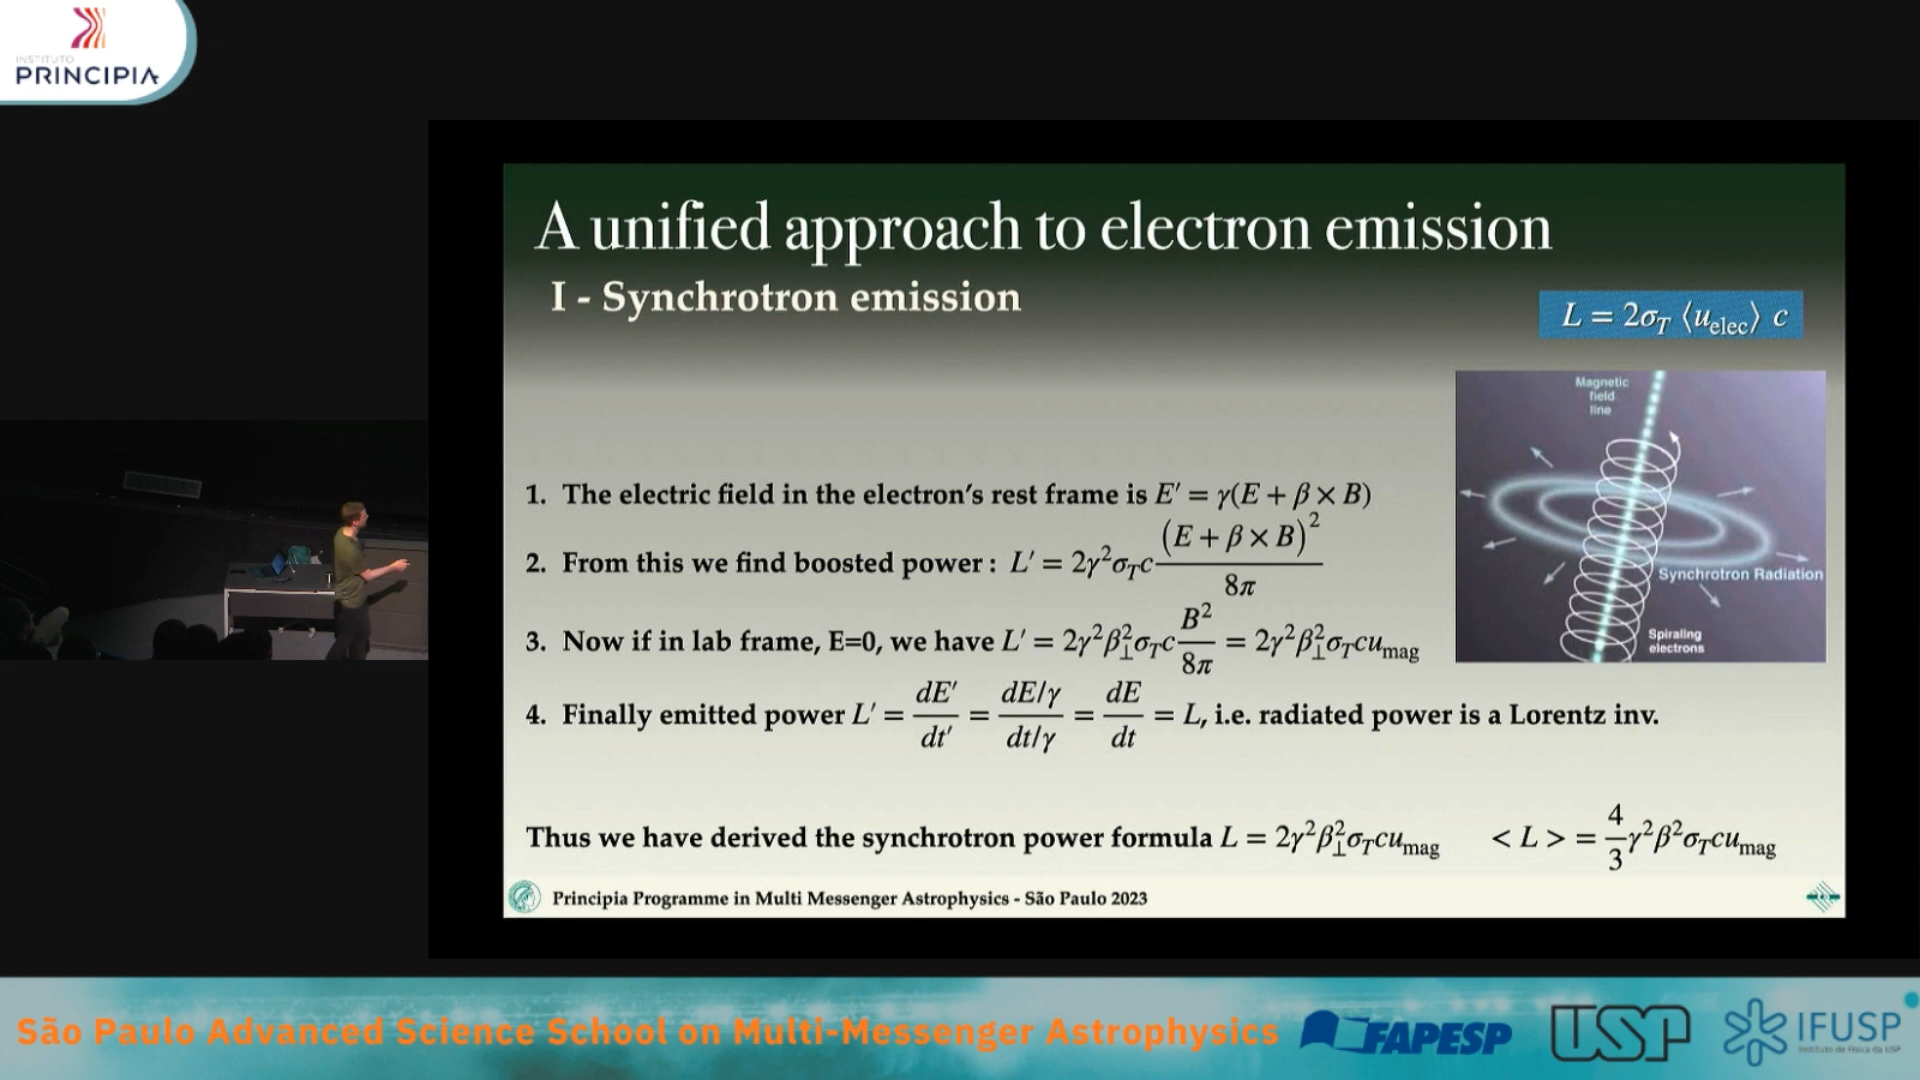 INSTITUTO
PRINCIPIA
A unified approach to electron emission
I - Synchrotron emission
L = 2σ_T ⟨u_elec⟩ c
Magnetic
field
line
Synchrotron Radiation
Spiraling
electrons
1. The electric field in the electron's rest frame is E′ = γ(E + β × B)
2. From this we find boosted power : L′ = 2γ²σ_T c (E + β × B)² / 8π
3. Now if in lab frame, E=0, we have L′ = 2γ²β⊥²σ_T c B² / 8π = 2γ²β⊥²σ_T c u_mag
4. Finally emitted power L′ = dE′/dt′ = (dE/γ)/(dt/γ) = dE/dt = L, i.e. radiated power is a Lorentz inv.
Thus we have derived the synchrotron power formula L = 2γ²β⊥²σ_T c u_mag < L > = 4/3 γ²β²σ_T c u_mag
Principia Programme in Multi Messenger Astrophysics - São Paulo 2023
São Paulo Advanced Science School on Multi-Messenger Astrophysics
FAPESP
USP
IFUSP
Instituto de Física da USP